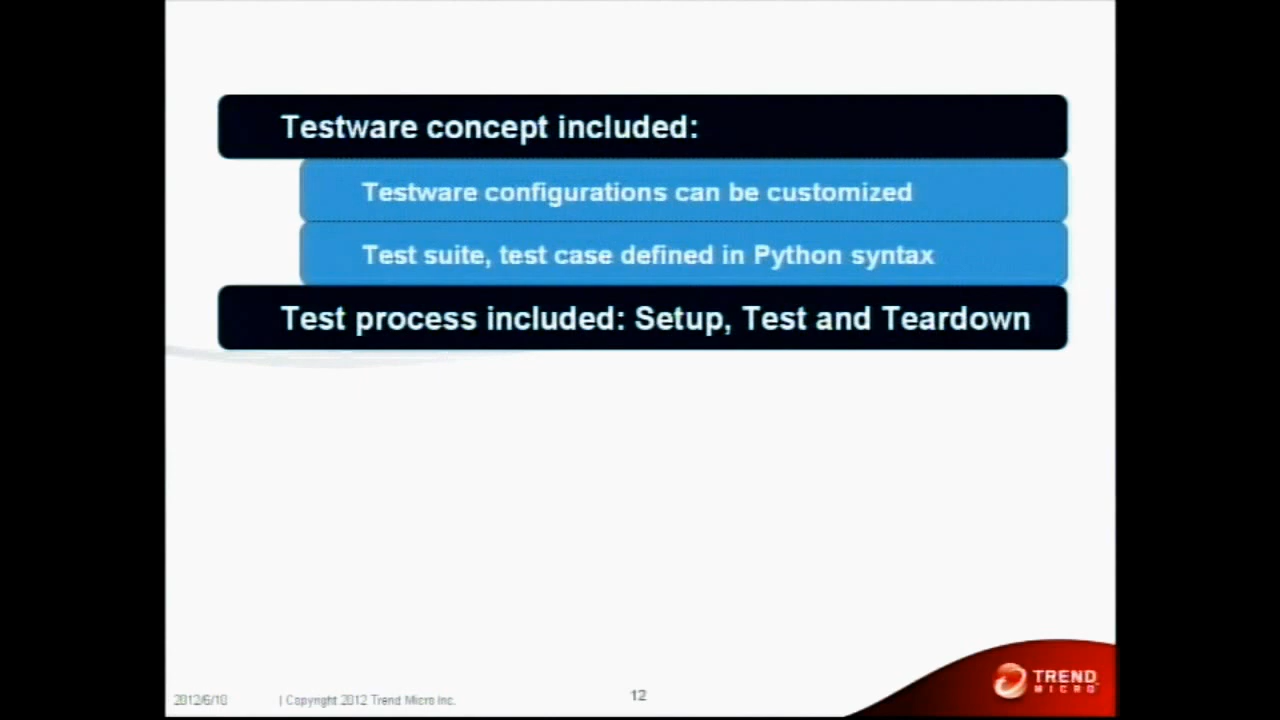 Testware concept included:
Testware configurations can be customized
Test suite, test case defined in Python syntax
Test process included: Setup, Test and Teardown
2012/6/10
| Copyright 2012 Trend Micro Inc.
12
TREND
MICRO